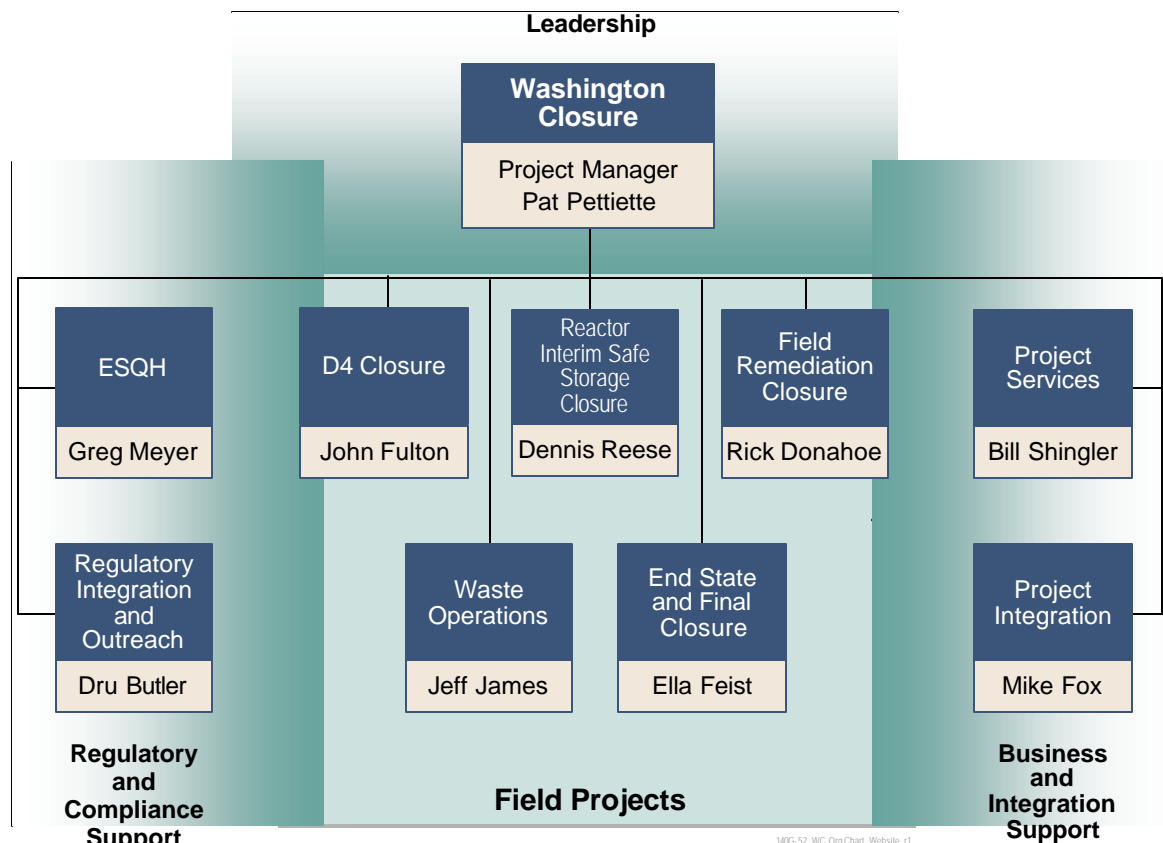 Leadership
Washington
Closure
Project Manager
Pat Pettiette
ESQH
Greg Meyer
D4 Closure
John Fulton
Reactor
Interim Safe
Storage
Closure
Dennis Reese
Field
Remediation
Closure
Rick Donahoe
Project
Services
Bill Shingler
Regulatory
Integration
and
Outreach
Dru Butler
Waste
Operations
Jeff James
End State
and Final
Closure
Ella Feist
Project
Integration
Mike Fox
Regulatory
and
Compliance
Support
Field Projects
Business
and
Integration
Support
140G-52_WC_OrgChart_Website_r1